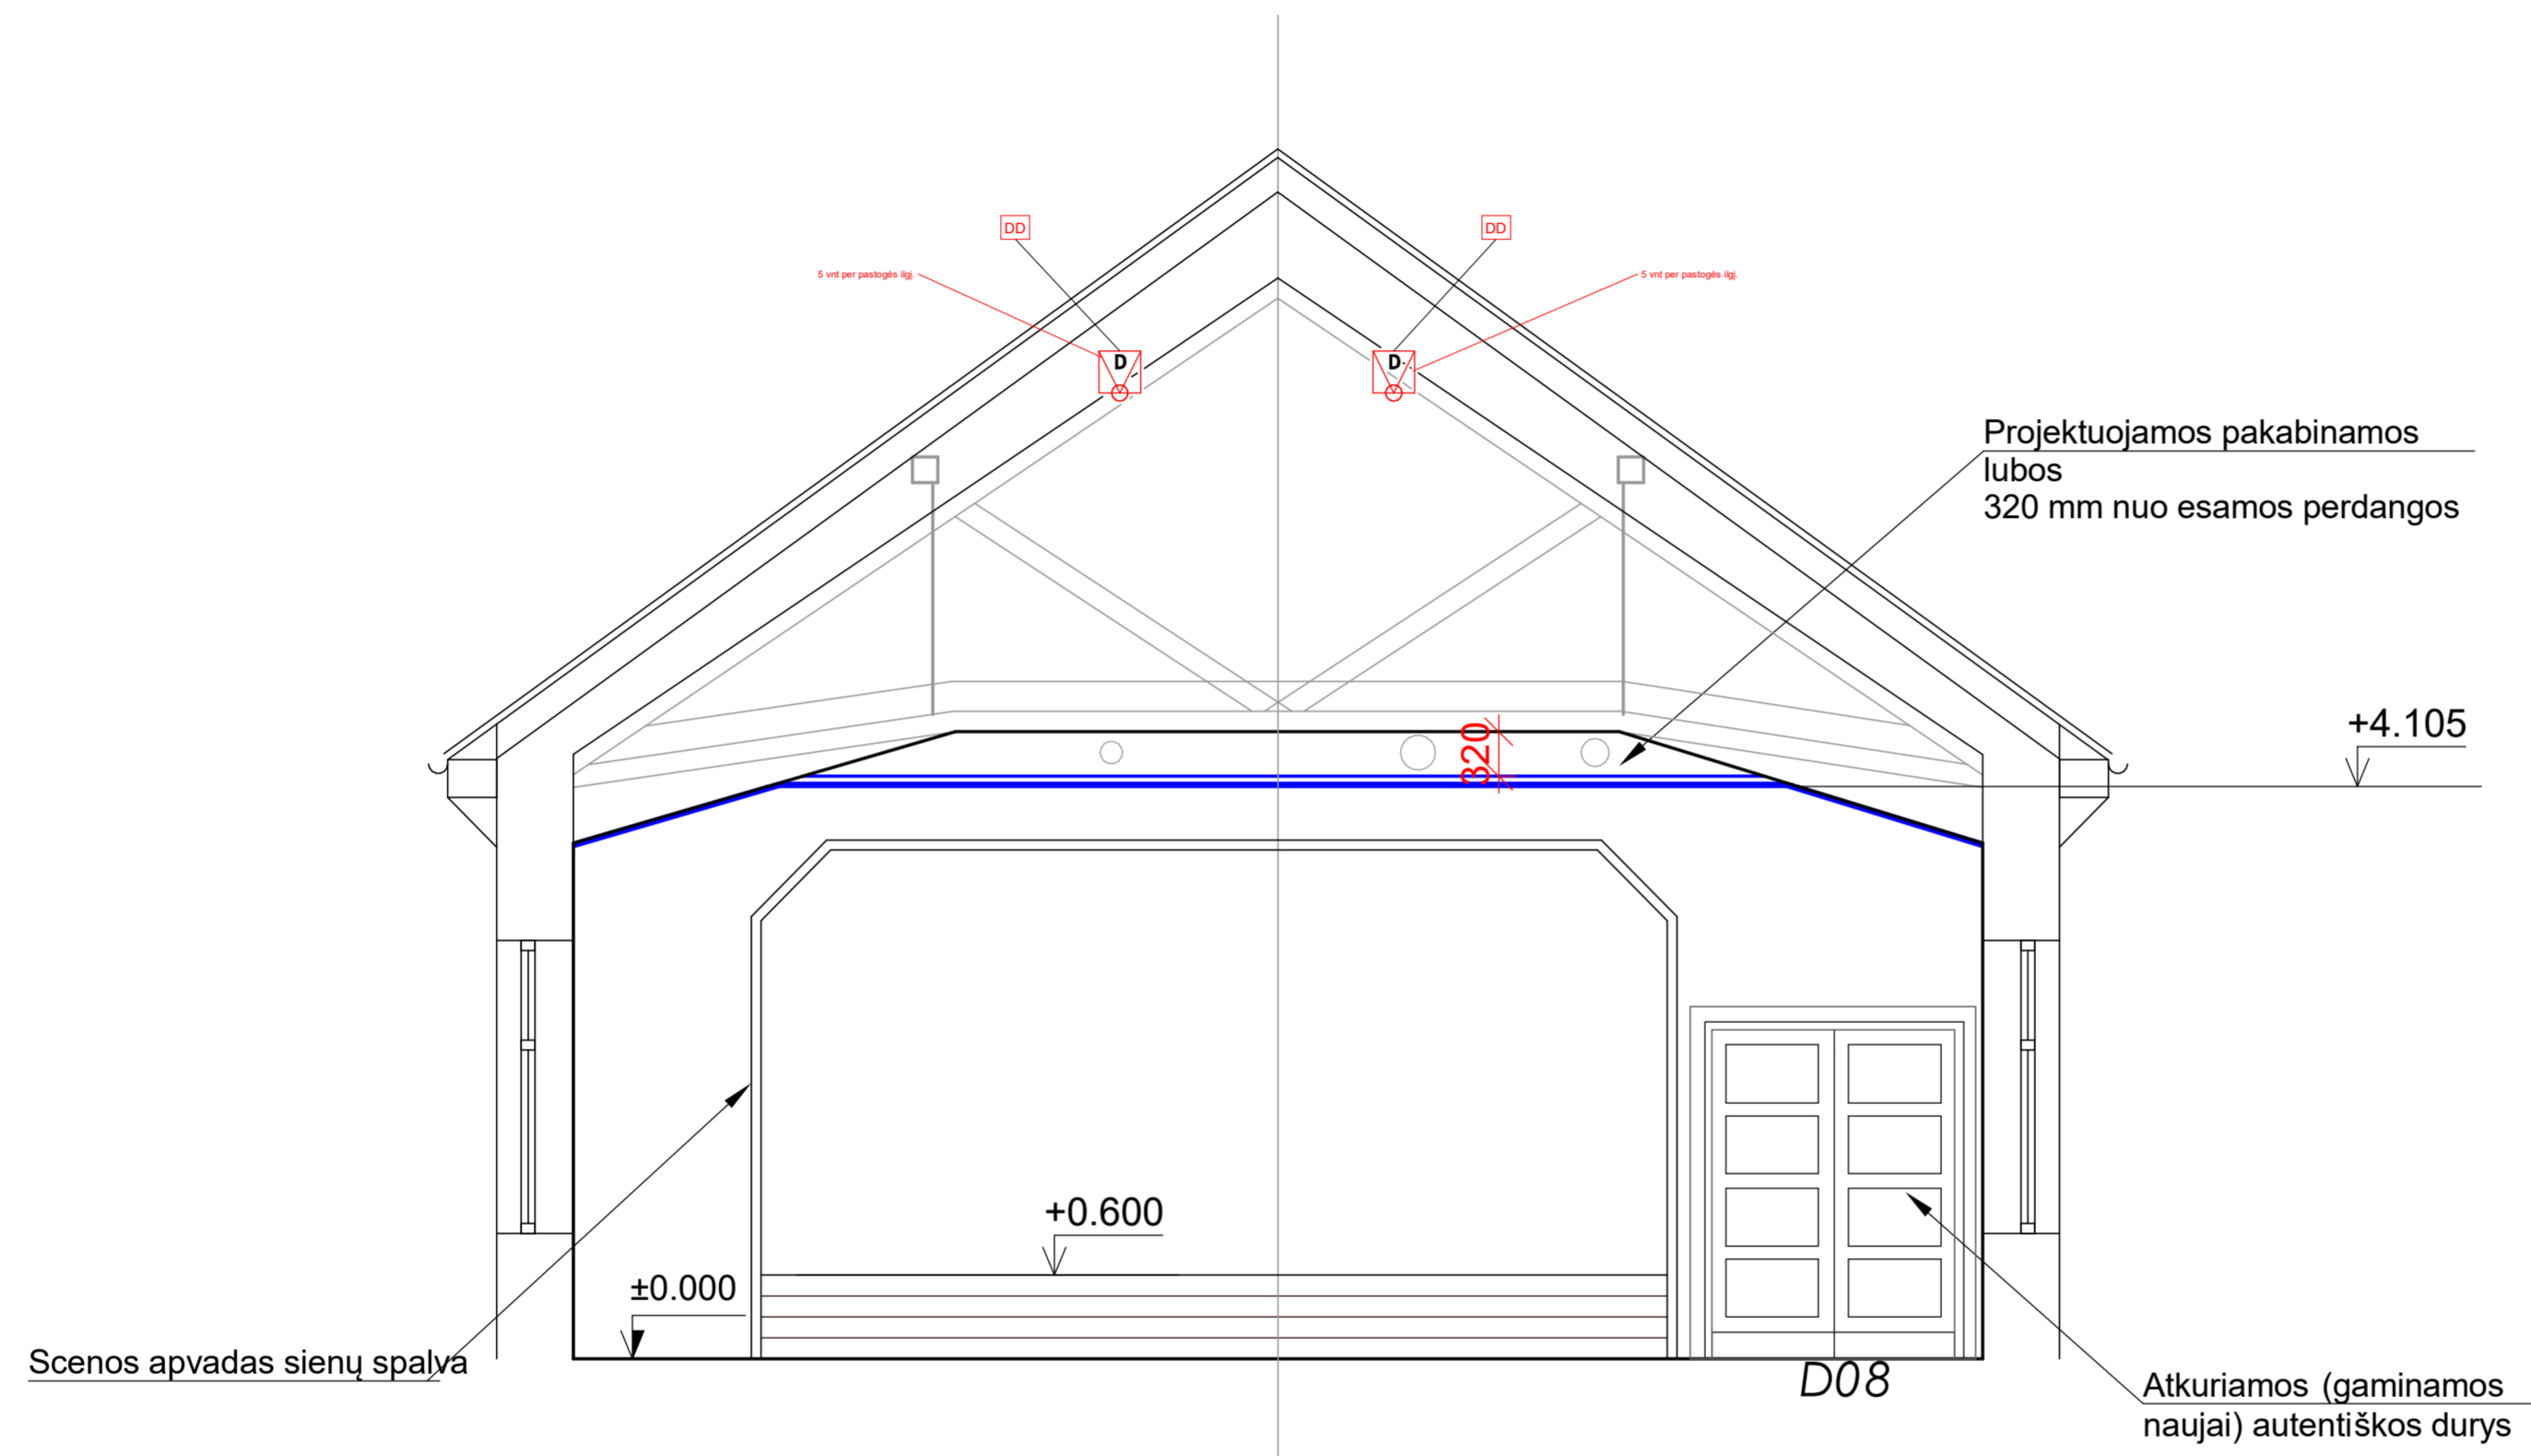 DD
DD
5 vnt per pastogės ilgį.
5 vnt per pastogės ilgį.
D
D
Projektuojamos pakabinamos
lubos
320 mm nuo esamos perdangos
+4.105
320
+0.600
±0.000
Scenos apvadas sienų spalva
D08
Atkuriamos (gaminamos
naujai) autentiškos durys